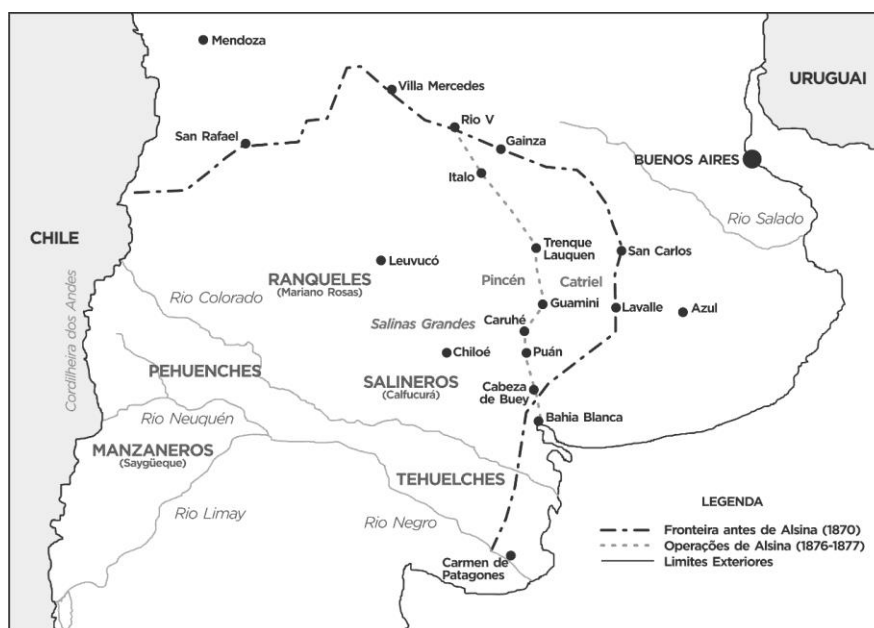 Mendoza
URUGUAI
Villa Mercedes
Rio V
San Rafael
Gainza
BUENOS AIRES
Italo
Rio Salado
CHILE
Trenque
Lauquen
San Carlos
Leuvucó
RANQUELES
(Mariano Rosas)
Pincén
Catriel
Rio Colorado
Cordilheira dos Andes
Guamini
Lavalle
Azul
Salinas Grandes
Caruhé
Chiloé
Puán
PEHUENCHES
SALINEROS
(Calfucurá)
Cabeza
de Buey
Bahia Blanca
Rio Neuquén
MANZANEROS
(Saygüeque)
TEHUELCHES
Rio Limay
Rio Negro
Carmen de
Patagones
LEGENDA
Fronteira antes de Alsina (1870)
Operações de Alsina (1876-1877)
Limites Exteriores